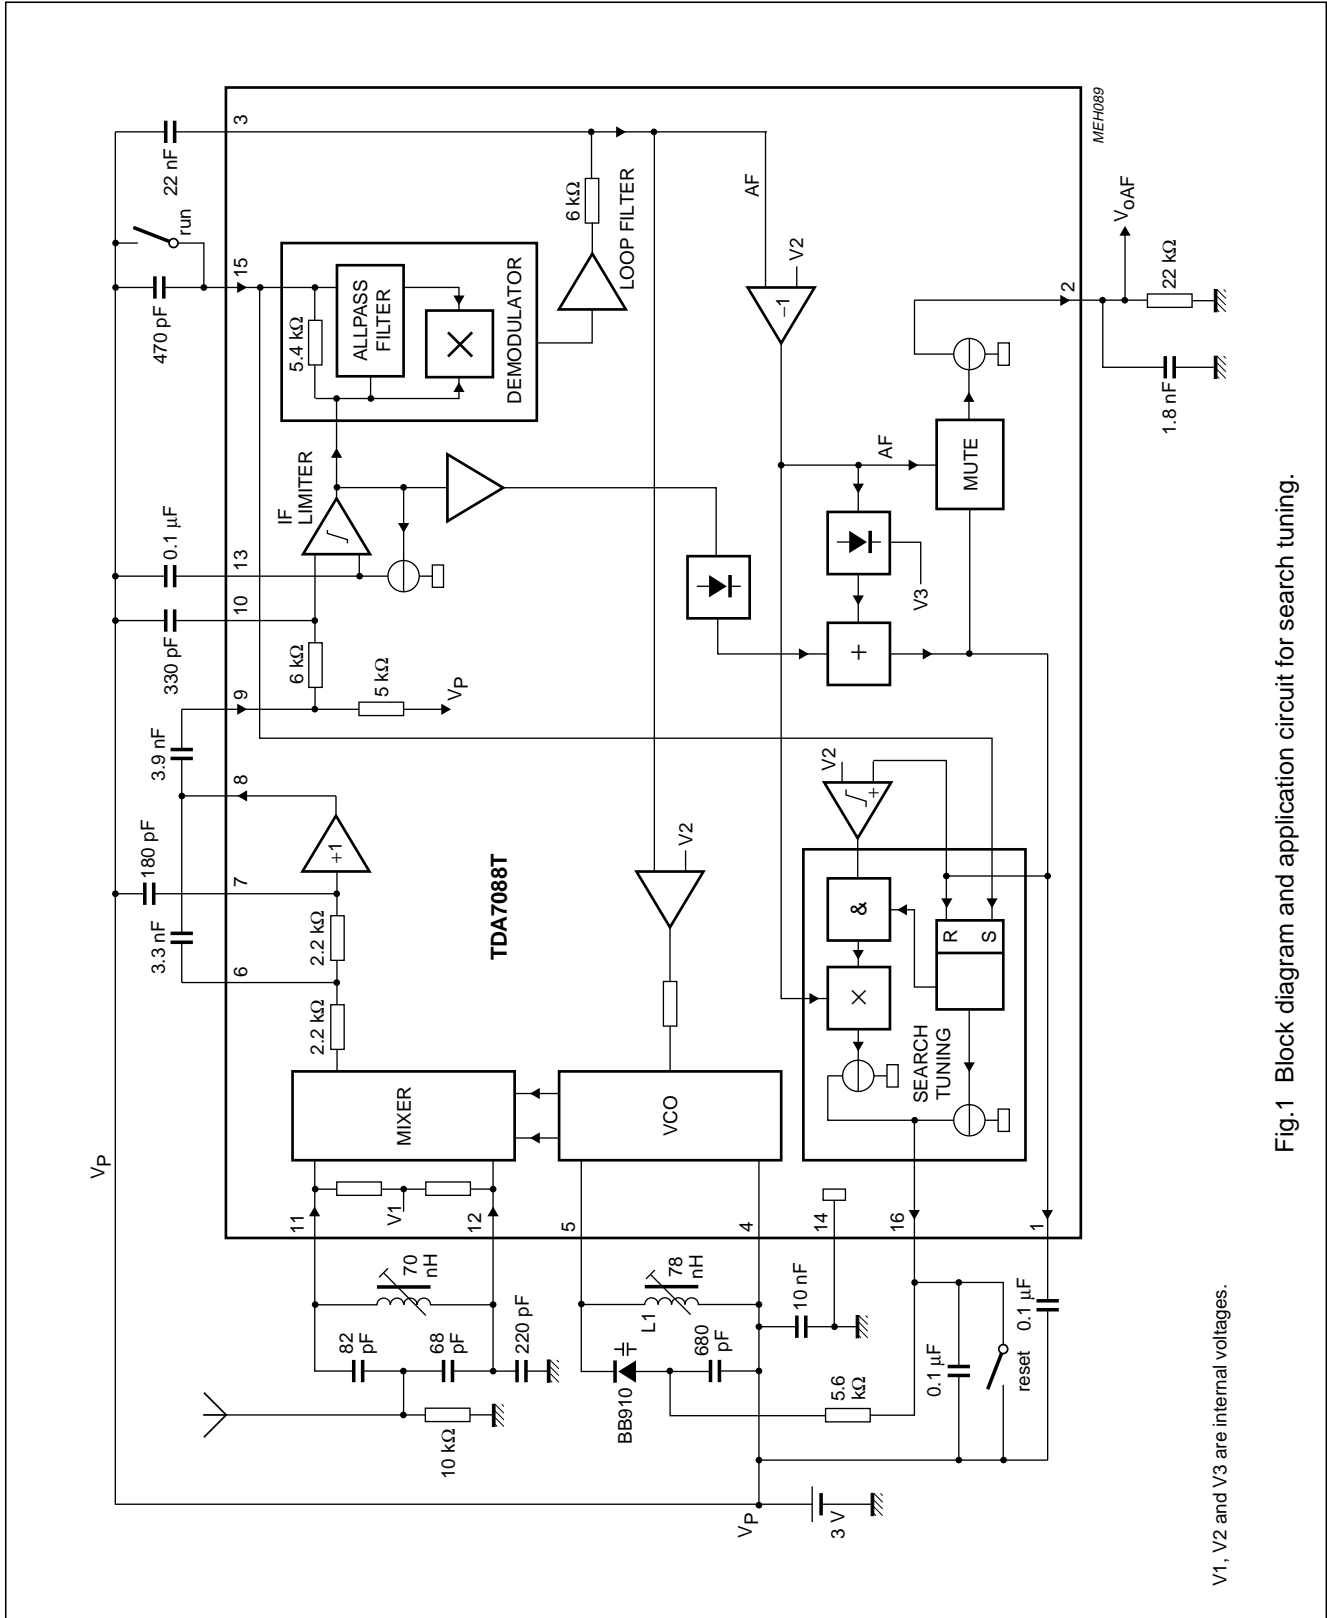 VP
22 nF
3
run
470 pF
15
0.1 µF
13
330 pF
10
9
3.9 nF
8
180 pF
7
3.3 nF
6
5.4 kΩ
ALLPASS
FILTER
DEMODULATOR
6 kΩ
LOOP FILTER
IF
LIMITER
6 kΩ
5 kΩ
VP
+1
2.2 kΩ
2.2 kΩ
TDA7088T
MIXER
VCO
V2
AF
V2
–1
AF
MUTE
V3
+
V2
+
&
×
R
S
SEARCH
TUNING
2
VoAF
22 kΩ
1.8 nF
MEH089
11
V1
12
5
4
14
16
1
70
nH
82
pF
68
pF
220 pF
10 kΩ
78
nH
L1
BB910
680
pF
10 nF
5.6
kΩ
0.1 µF
reset
0.1 µF
VP
3 V
V1, V2 and V3 are internal voltages.
Fig.1 Block diagram and application circuit for search tuning.